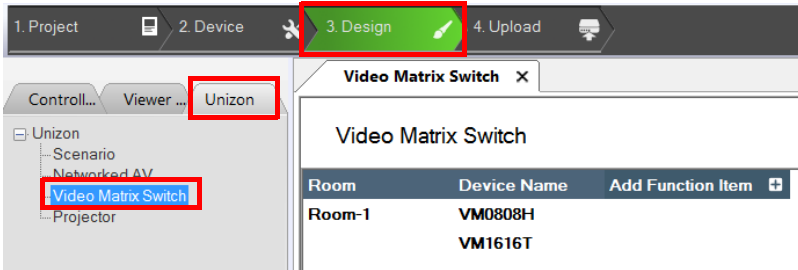 1. Project 2. Device 3. Design 4. Upload
Controll... Viewer ... Unizon
Unizon
Scenario
Networked AV
Video Matrix Switch
Projector
Video Matrix Switch X
Video Matrix Switch
Room Device Name Add Function Item
Room-1 VM0808H
VM1616T